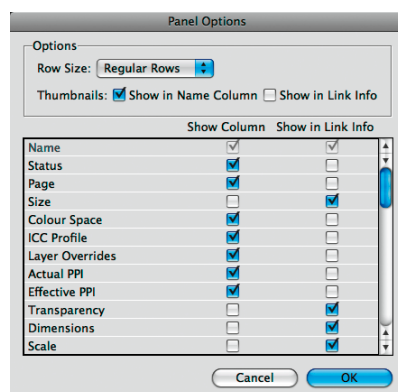 Panel Options
Options
Row Size: Regular Rows
Thumbnails: Show in Name Column Show in Link Info
Show Column Show in Link Info
Name
Status
Page
Size
Colour Space
ICC Profile
Layer Overrides
Actual PPI
Effective PPI
Transparency
Dimensions
Scale
Cancel OK